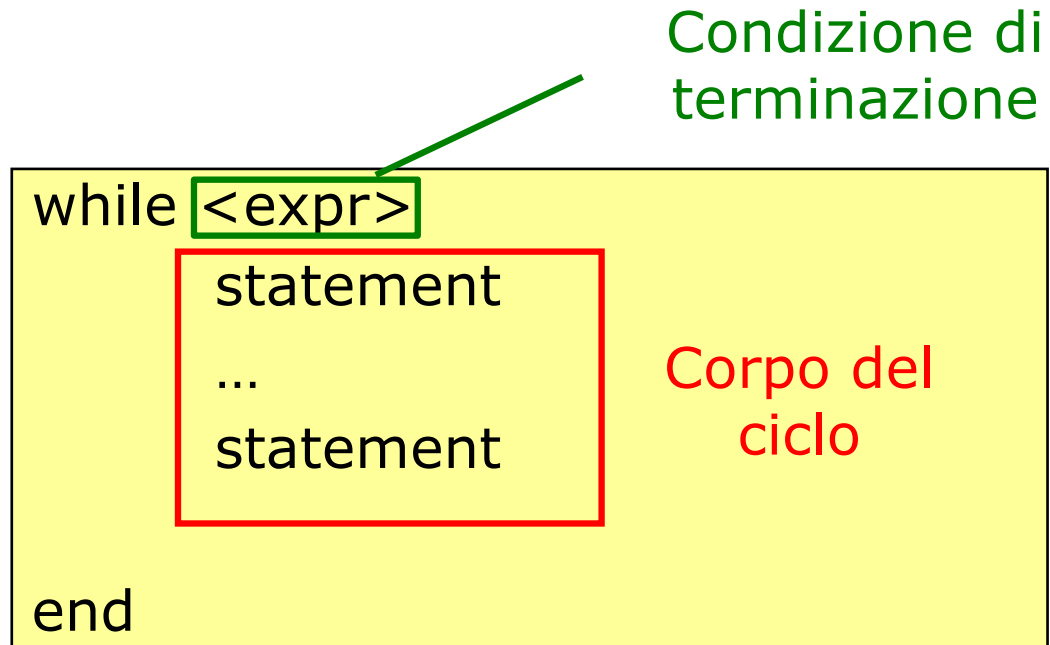 Condizione di
terminazione
while <expr>
statement
...
statement
Corpo del
ciclo
end